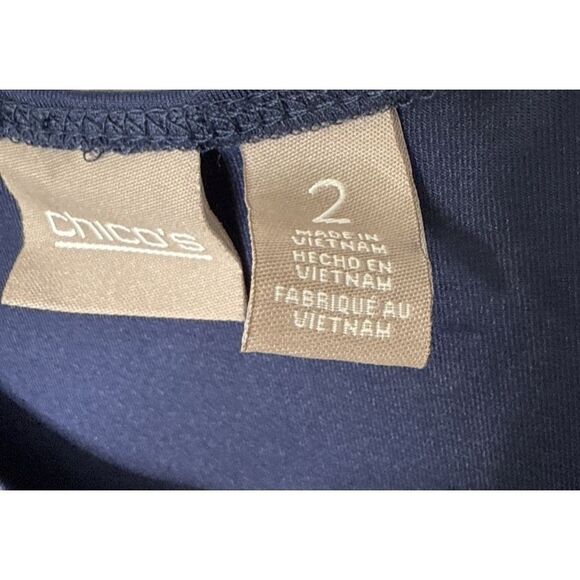 chico's
2
MADE IN
VIETNAM
HECHO EN
VIETNAM
FABRIQUÉ AU
VIETNAM